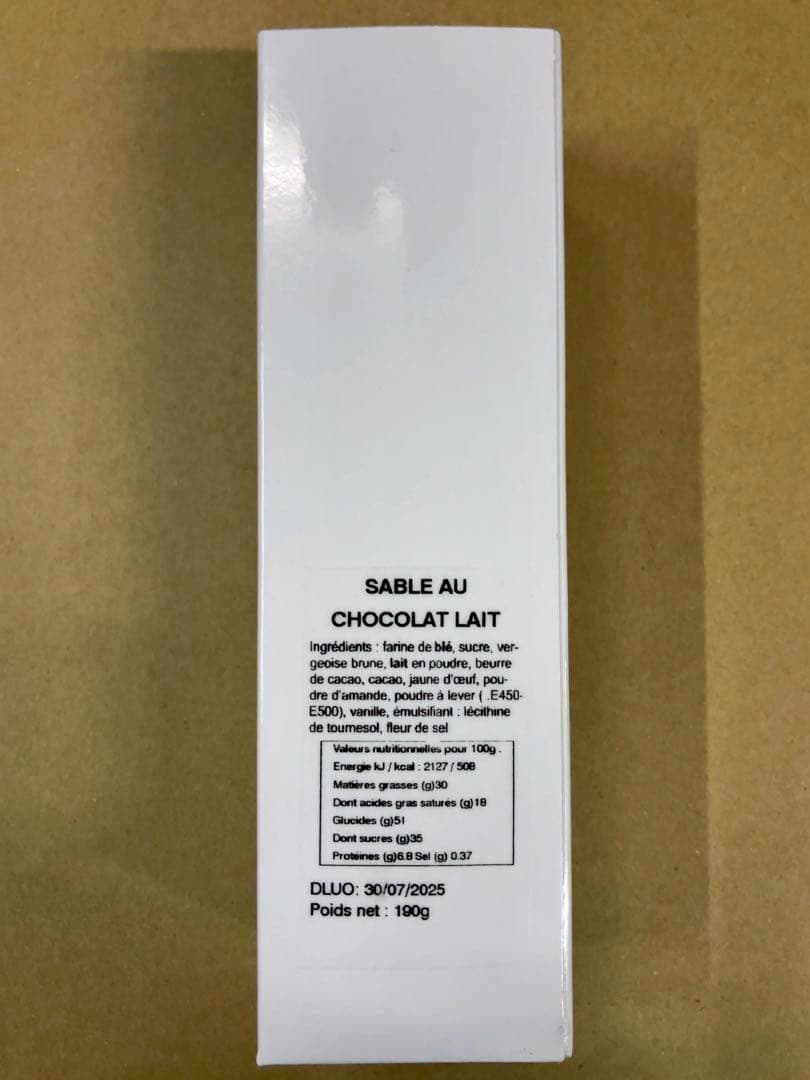 SABLE AU
CHOCOLAT LAIT
Ingrédients : farine de blé, sucre, ver-
geoise brune, lait en poudre, beurre
de cacao, cacao, jaune d'œuf, pou-
dre d'amande, poudre à lever ( .E450-
E500), vanille, émulsifiant : lécithine
de tournesol, fleur de sel
Valeurs nutritionnelles pour 100g .
Energie kJ / kcal : 2127 / 508
Matières grasses (g)30
Dont acides gras saturés (g)18
Glucides (g)51
Dont sucres (g)35
Protéines (g)6.8 Sel (g) 0.37
DLUO: 30/07/2025
Poids net : 190g